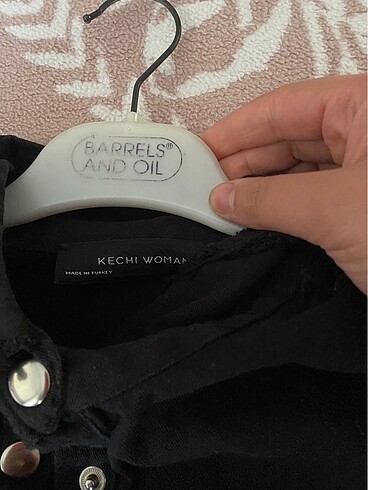 BARRELS®
AND OIL
KECHI WOMAN
MADE IN TURKEY